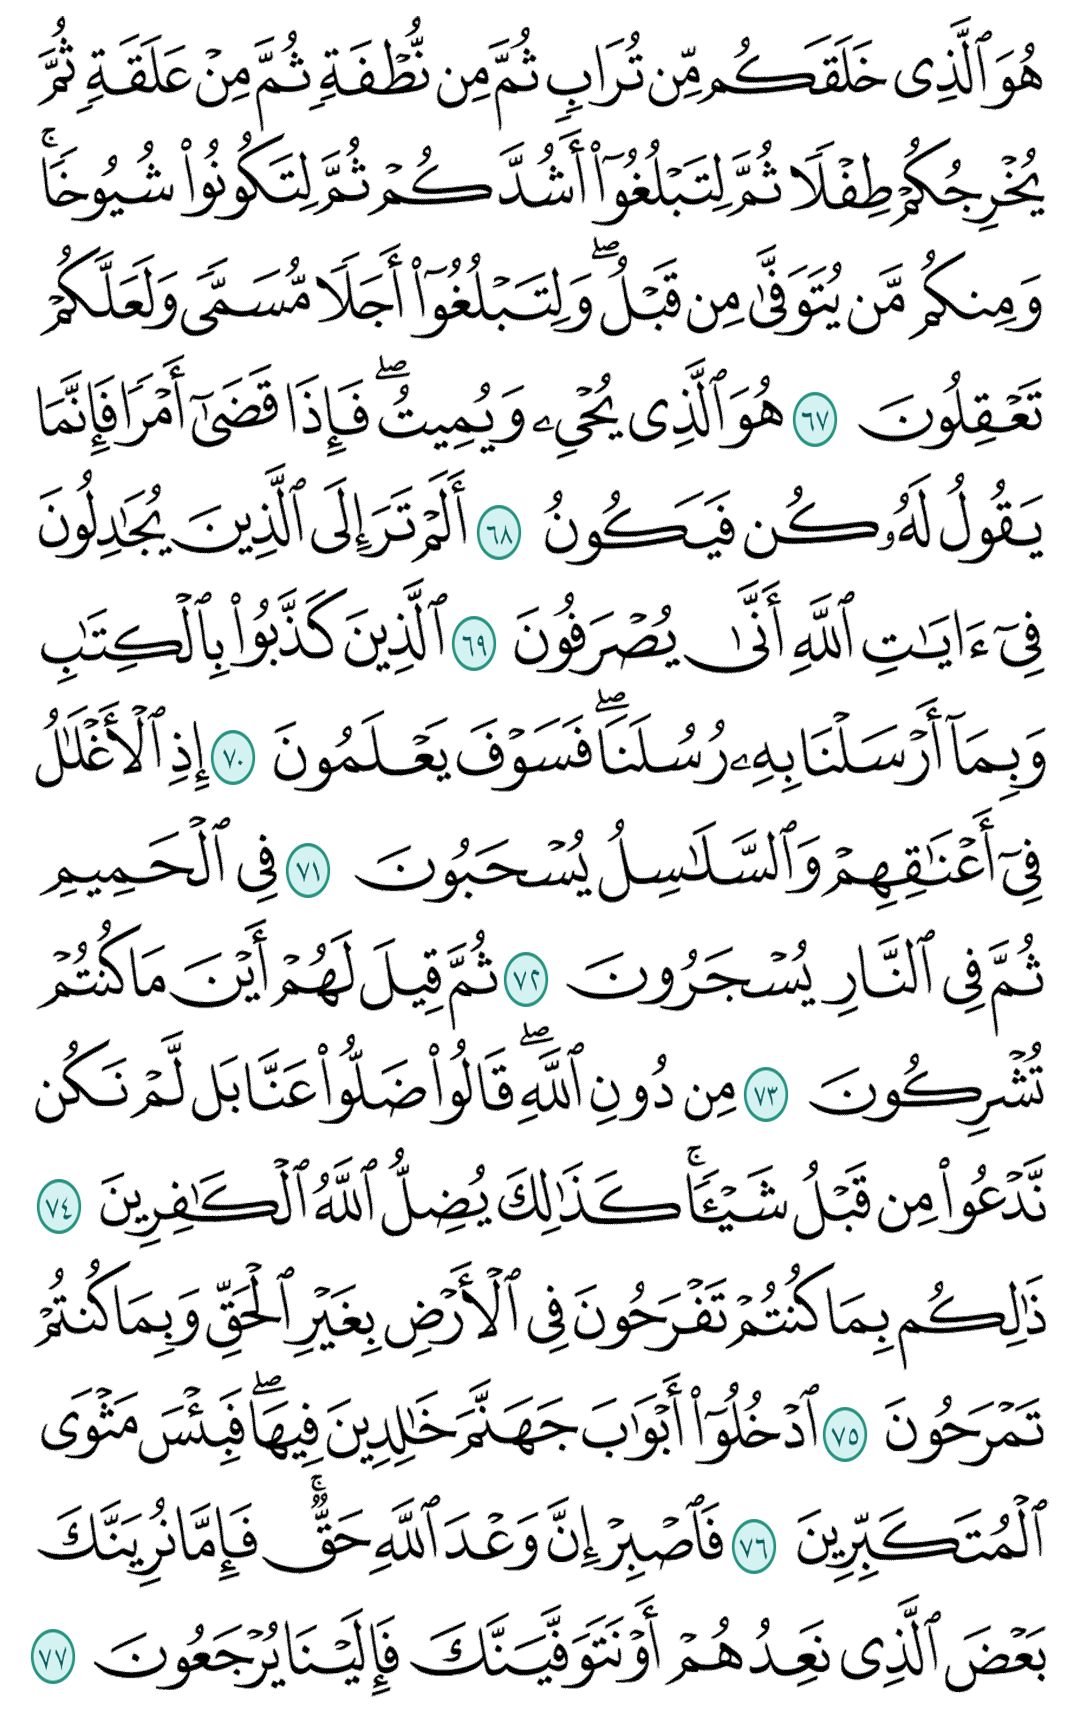 هُوَ ٱلَّذِى خَلَقَكُم مِّن تُرَابٍ ثُمَّ مِن نُّطْفَةٍ ثُمَّ مِنْ عَلَقَةٍ ثُمَّ
يُخْرِجُكُمْ طِفْلًا ثُمَّ لِتَبْلُغُوٓا۟ أَشُدَّكُمْ ثُمَّ لِتَكُونُوا۟ شُيُوخًا ۚ
وَمِنكُم مَّن يُتَوَفَّىٰ مِن قَبْلُ ۖ وَلِتَبْلُغُوٓا۟ أَجَلًا مُّسَمًّى وَلَعَلَّكُمْ
تَعْقِلُونَ ٦٧ هُوَ ٱلَّذِى يُحْىِۦ وَيُمِيتُ ۖ فَإِذَا قَضَىٰٓ أَمْرًا فَإِنَّمَا
يَقُولُ لَهُۥ كُن فَيَكُونُ ٦٨ أَلَمْ تَرَ إِلَى ٱلَّذِينَ يُجَـٰدِلُونَ
فِىٓ ءَايَـٰتِ ٱللَّهِ أَنَّىٰ يُصْرَفُونَ ٦٩ ٱلَّذِينَ كَذَّبُوا۟ بِٱلْكِتَـٰبِ
وَبِمَآ أَرْسَلْنَا بِهِۦ رُسُلَنَا ۖ فَسَوْفَ يَعْلَمُونَ ٧٠ إِذِ ٱلْأَغْلَـٰلُ
فِىٓ أَعْنَـٰقِهِمْ وَٱلسَّلَـٰسِلُ يُسْحَبُونَ ٧١ فِى ٱلْحَمِيمِ
ثُمَّ فِى ٱلنَّارِ يُسْجَرُونَ ٧٢ ثُمَّ قِيلَ لَهُمْ أَيْنَ مَا كُنتُمْ
تُشْرِكُونَ ٧٣ مِن دُونِ ٱللَّهِ ۖ قَالُوا۟ ضَلُّوا۟ عَنَّا بَل لَّمْ نَكُن
نَّدْعُوا۟ مِن قَبْلُ شَيْـًٔا ۚ كَذَٰلِكَ يُضِلُّ ٱللَّهُ ٱلْكَـٰفِرِينَ ٧٤
ذَٰلِكُم بِمَا كُنتُمْ تَفْرَحُونَ فِى ٱلْأَرْضِ بِغَيْرِ ٱلْحَقِّ وَبِمَا كُنتُمْ
تَمْرَحُونَ ٧٥ ٱدْخُلُوٓا۟ أَبْوَٰبَ جَهَنَّمَ خَـٰلِدِينَ فِيهَا ۖ فَبِئْسَ مَثْوَى
ٱلْمُتَكَبِّرِينَ ٧٦ فَٱصْبِرْ إِنَّ وَعْدَ ٱللَّهِ حَقٌّ ۚ فَإِمَّا نُرِيَنَّكَ
بَعْضَ ٱلَّذِى نَعِدُهُمْ أَوْ نَتَوَفَّيَنَّكَ فَإِلَيْنَا يُرْجَعُونَ ٧٧